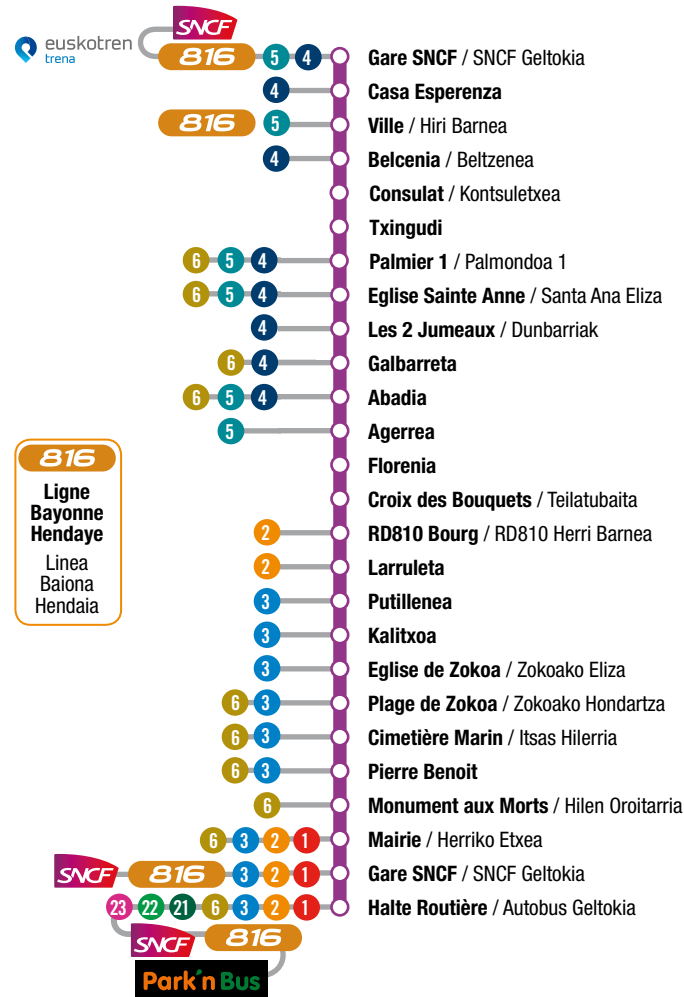 SNCF
euskotren
trena
816 5 4 Gare SNCF / SNCF Geltokia
4 Casa Esperenza
816 5 Ville / Hiri Barnea
4 Belcenia / Beltzenea
Consulat / Kontsuletxea
Txingudi
6 5 4 Palmier 1 / Palmondoa 1
6 5 4 Eglise Sainte Anne / Santa Ana Eliza
4 Les 2 Jumeaux / Dunbarriak
6 4 Galbarreta
6 5 4 Abadia
5 Agerrea
Florenia
Croix des Bouquets / Teilatubaita
2 RD810 Bourg / RD810 Herri Barnea
2 Larruleta
3 Putillenea
3 Kalitxoa
3 Eglise de Zokoa / Zokoako Eliza
6 3 Plage de Zokoa / Zokoako Hondartza
6 3 Cimetière Marin / Itsas Hilerria
6 3 Pierre Benoit
6 Monument aux Morts / Hilen Oroitarria
6 3 2 1 Mairie / Herriko Etxea
SNCF 816 3 2 1 Gare SNCF / SNCF Geltokia
23 22 21 6 3 2 1 Halte Routière / Autobus Geltokia
SNCF 816
Park'n Bus
816
Ligne
Bayonne
Hendaye
Linea
Baiona
Hendaia